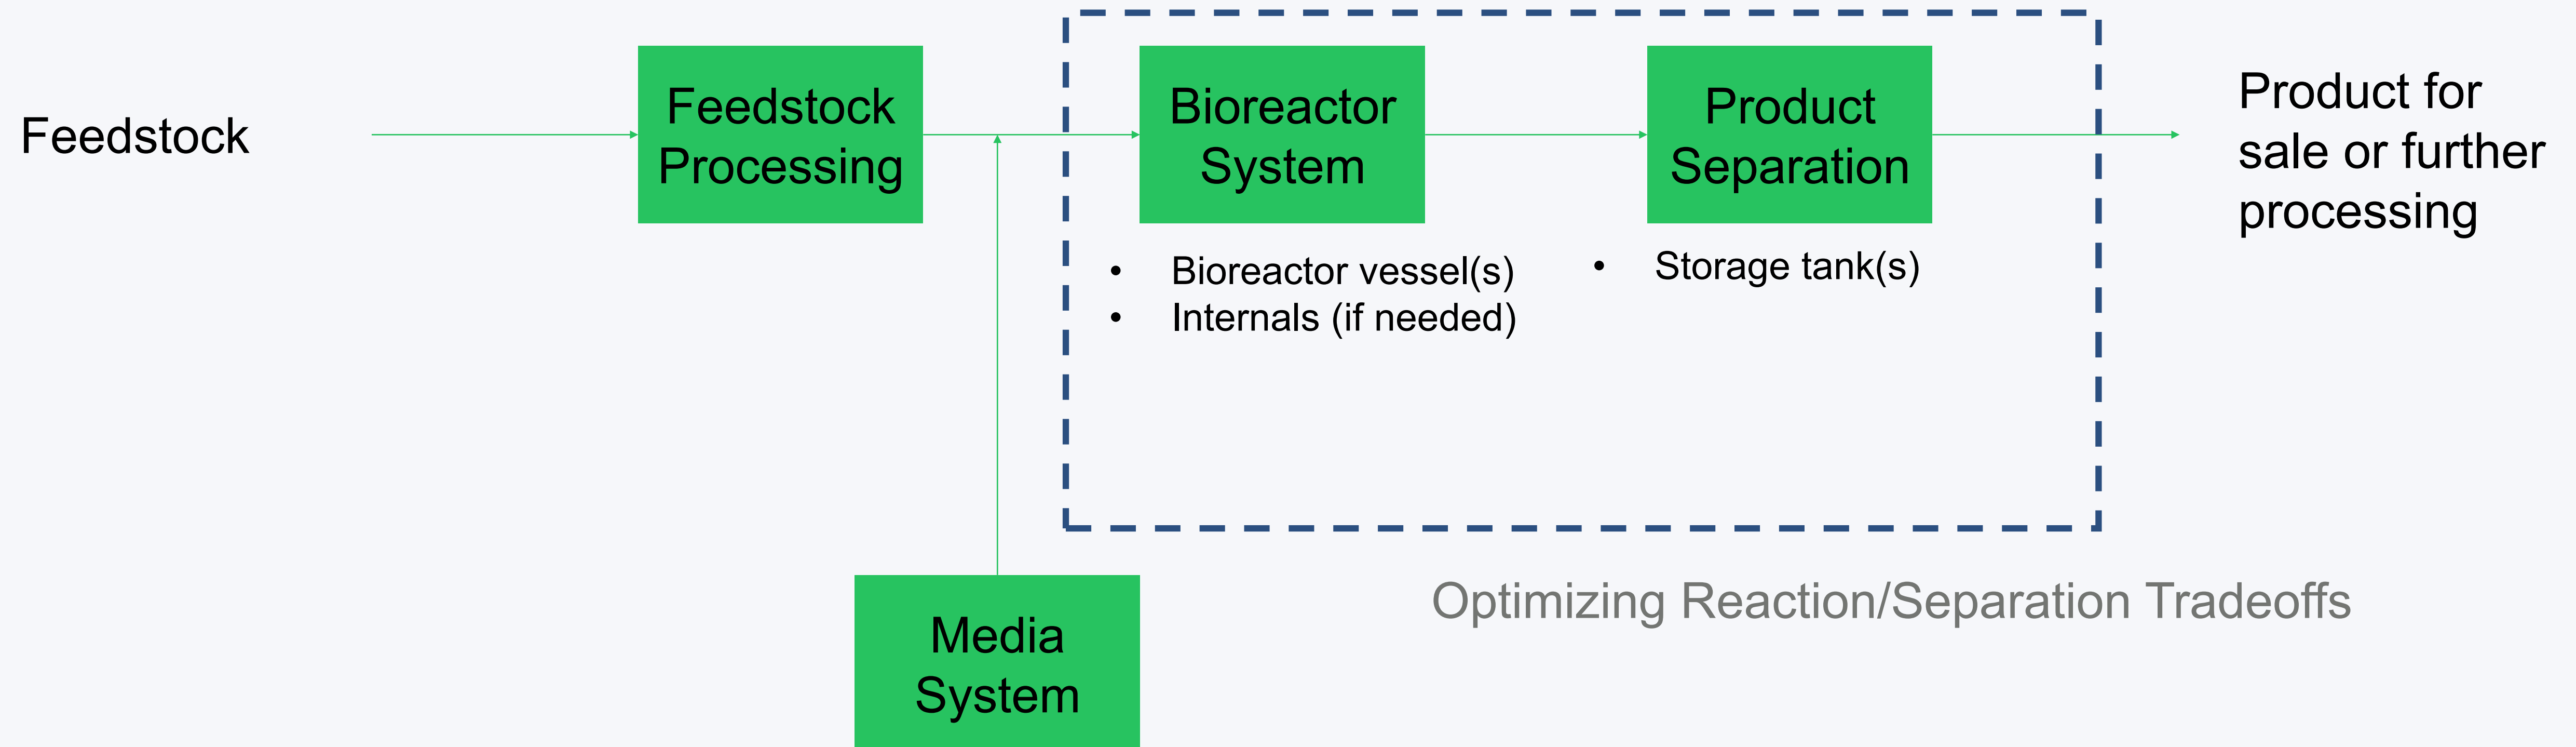 Feedstock
Feedstock
Processing
Bioreactor
System
Product
Separation
Product for
sale or further
processing
• Bioreactor vessel(s)
• Internals (if needed)
• Storage tank(s)
Optimizing Reaction/Separation Tradeoffs
Media
System